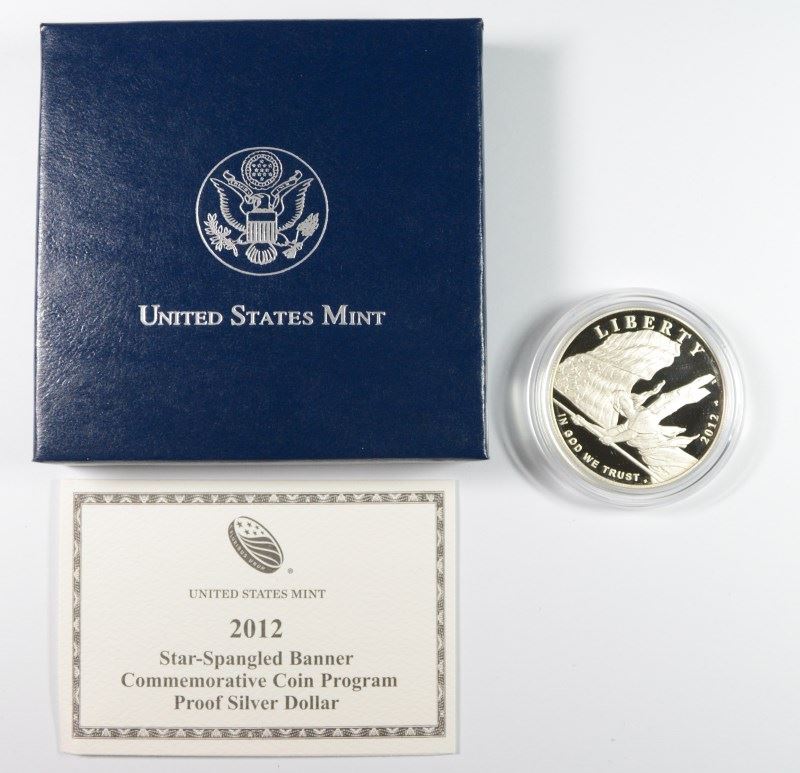 UNITED STATES MINT
LIBERTY
IN GOD WE TRUST
2012
UNITED STATES MINT
2012
Star-Spangled Banner
Commemorative Coin Program
Proof Silver Dollar